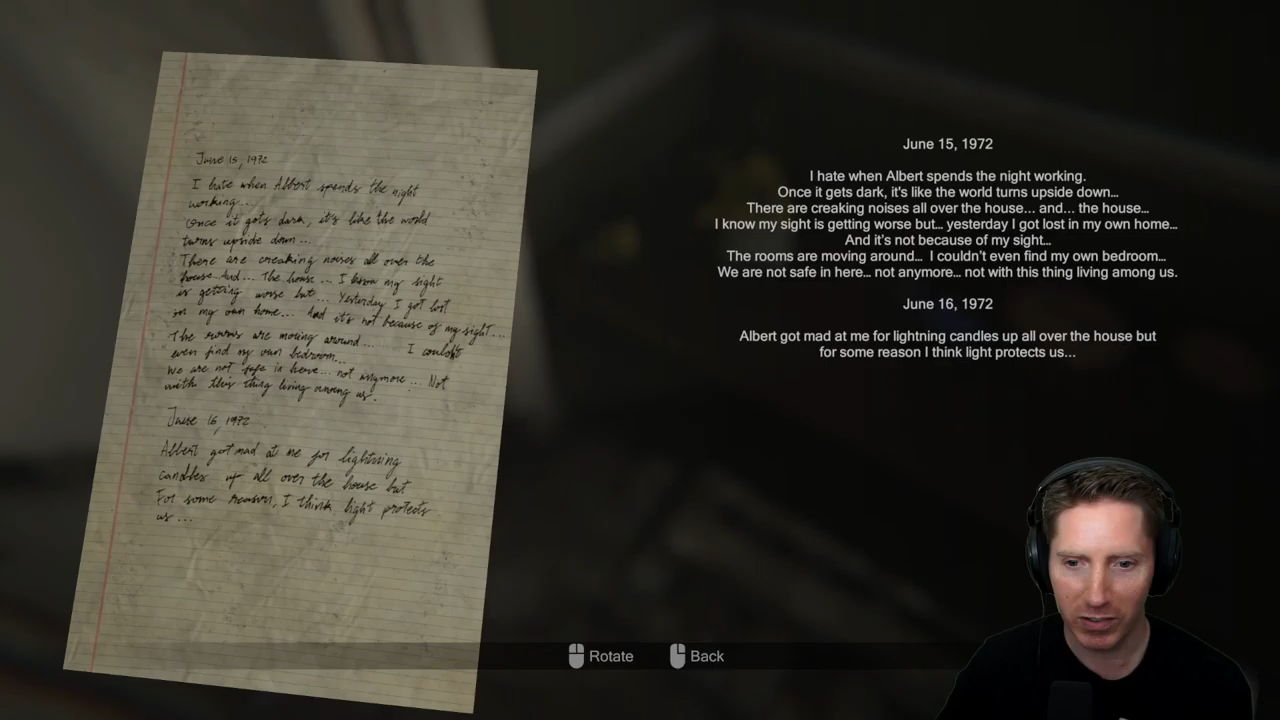 June 15, 1972
I hate when Albert spends the night
working...
Once it gets dark, it's like the world
turns upside down...
There are creaking noises all over the
house... And... The house... I know my sight
is getting worse but... Yesterday I got lost
in my own home... And it's not because of my sight...
The rooms are moving around... I couldn't
even find my own bedroom...
We are not safe in here... not anymore... Not
with this thing living among us.
June 16, 1972
Albert got mad at me for lightning
candles up all over the house but
For some reason, I think light protects
us...
June 15, 1972
I hate when Albert spends the night working.
Once it gets dark, it's like the world turns upside down...
There are creaking noises all over the house... and... the house...
I know my sight is getting worse but... yesterday I got lost in my own home...
And it's not because of my sight...
The rooms are moving around... I couldn't even find my own bedroom...
We are not safe in here... not anymore... not with this thing living among us.
June 16, 1972
Albert got mad at me for lightning candles up all over the house but
for some reason I think light protects us...
Rotate
Back